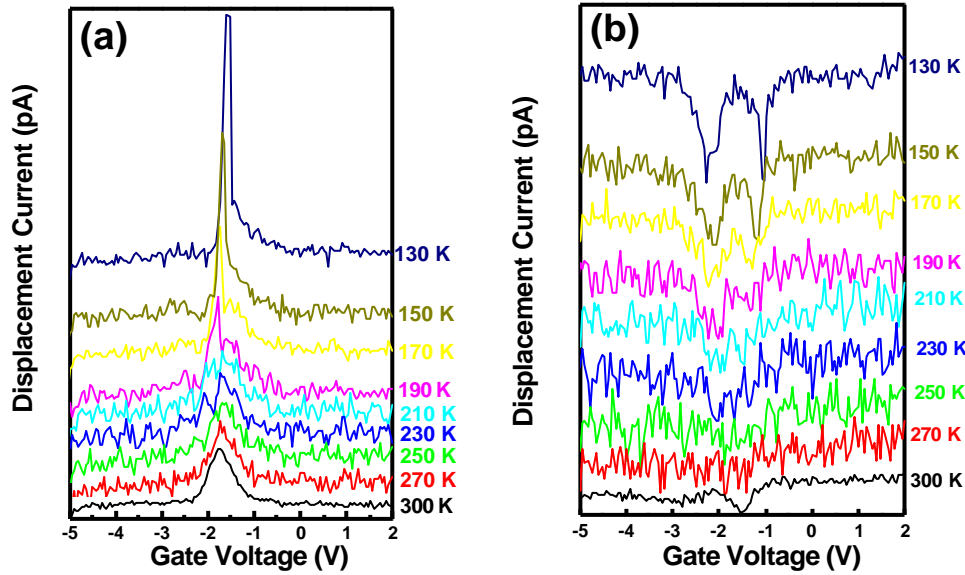 (a)
Displacement Current (pA)
130 K
150 K
170 K
190 K
210 K
230 K
250 K
270 K
300 K
-5 -4 -3 -2 -1 0 1 2
Gate Voltage (V)
(b)
Displacement Current (pA)
130 K
150 K
170 K
190 K
210 K
230 K
250 K
270 K
300 K
-5 -4 -3 -2 -1 0 1 2
Gate Voltage (V)